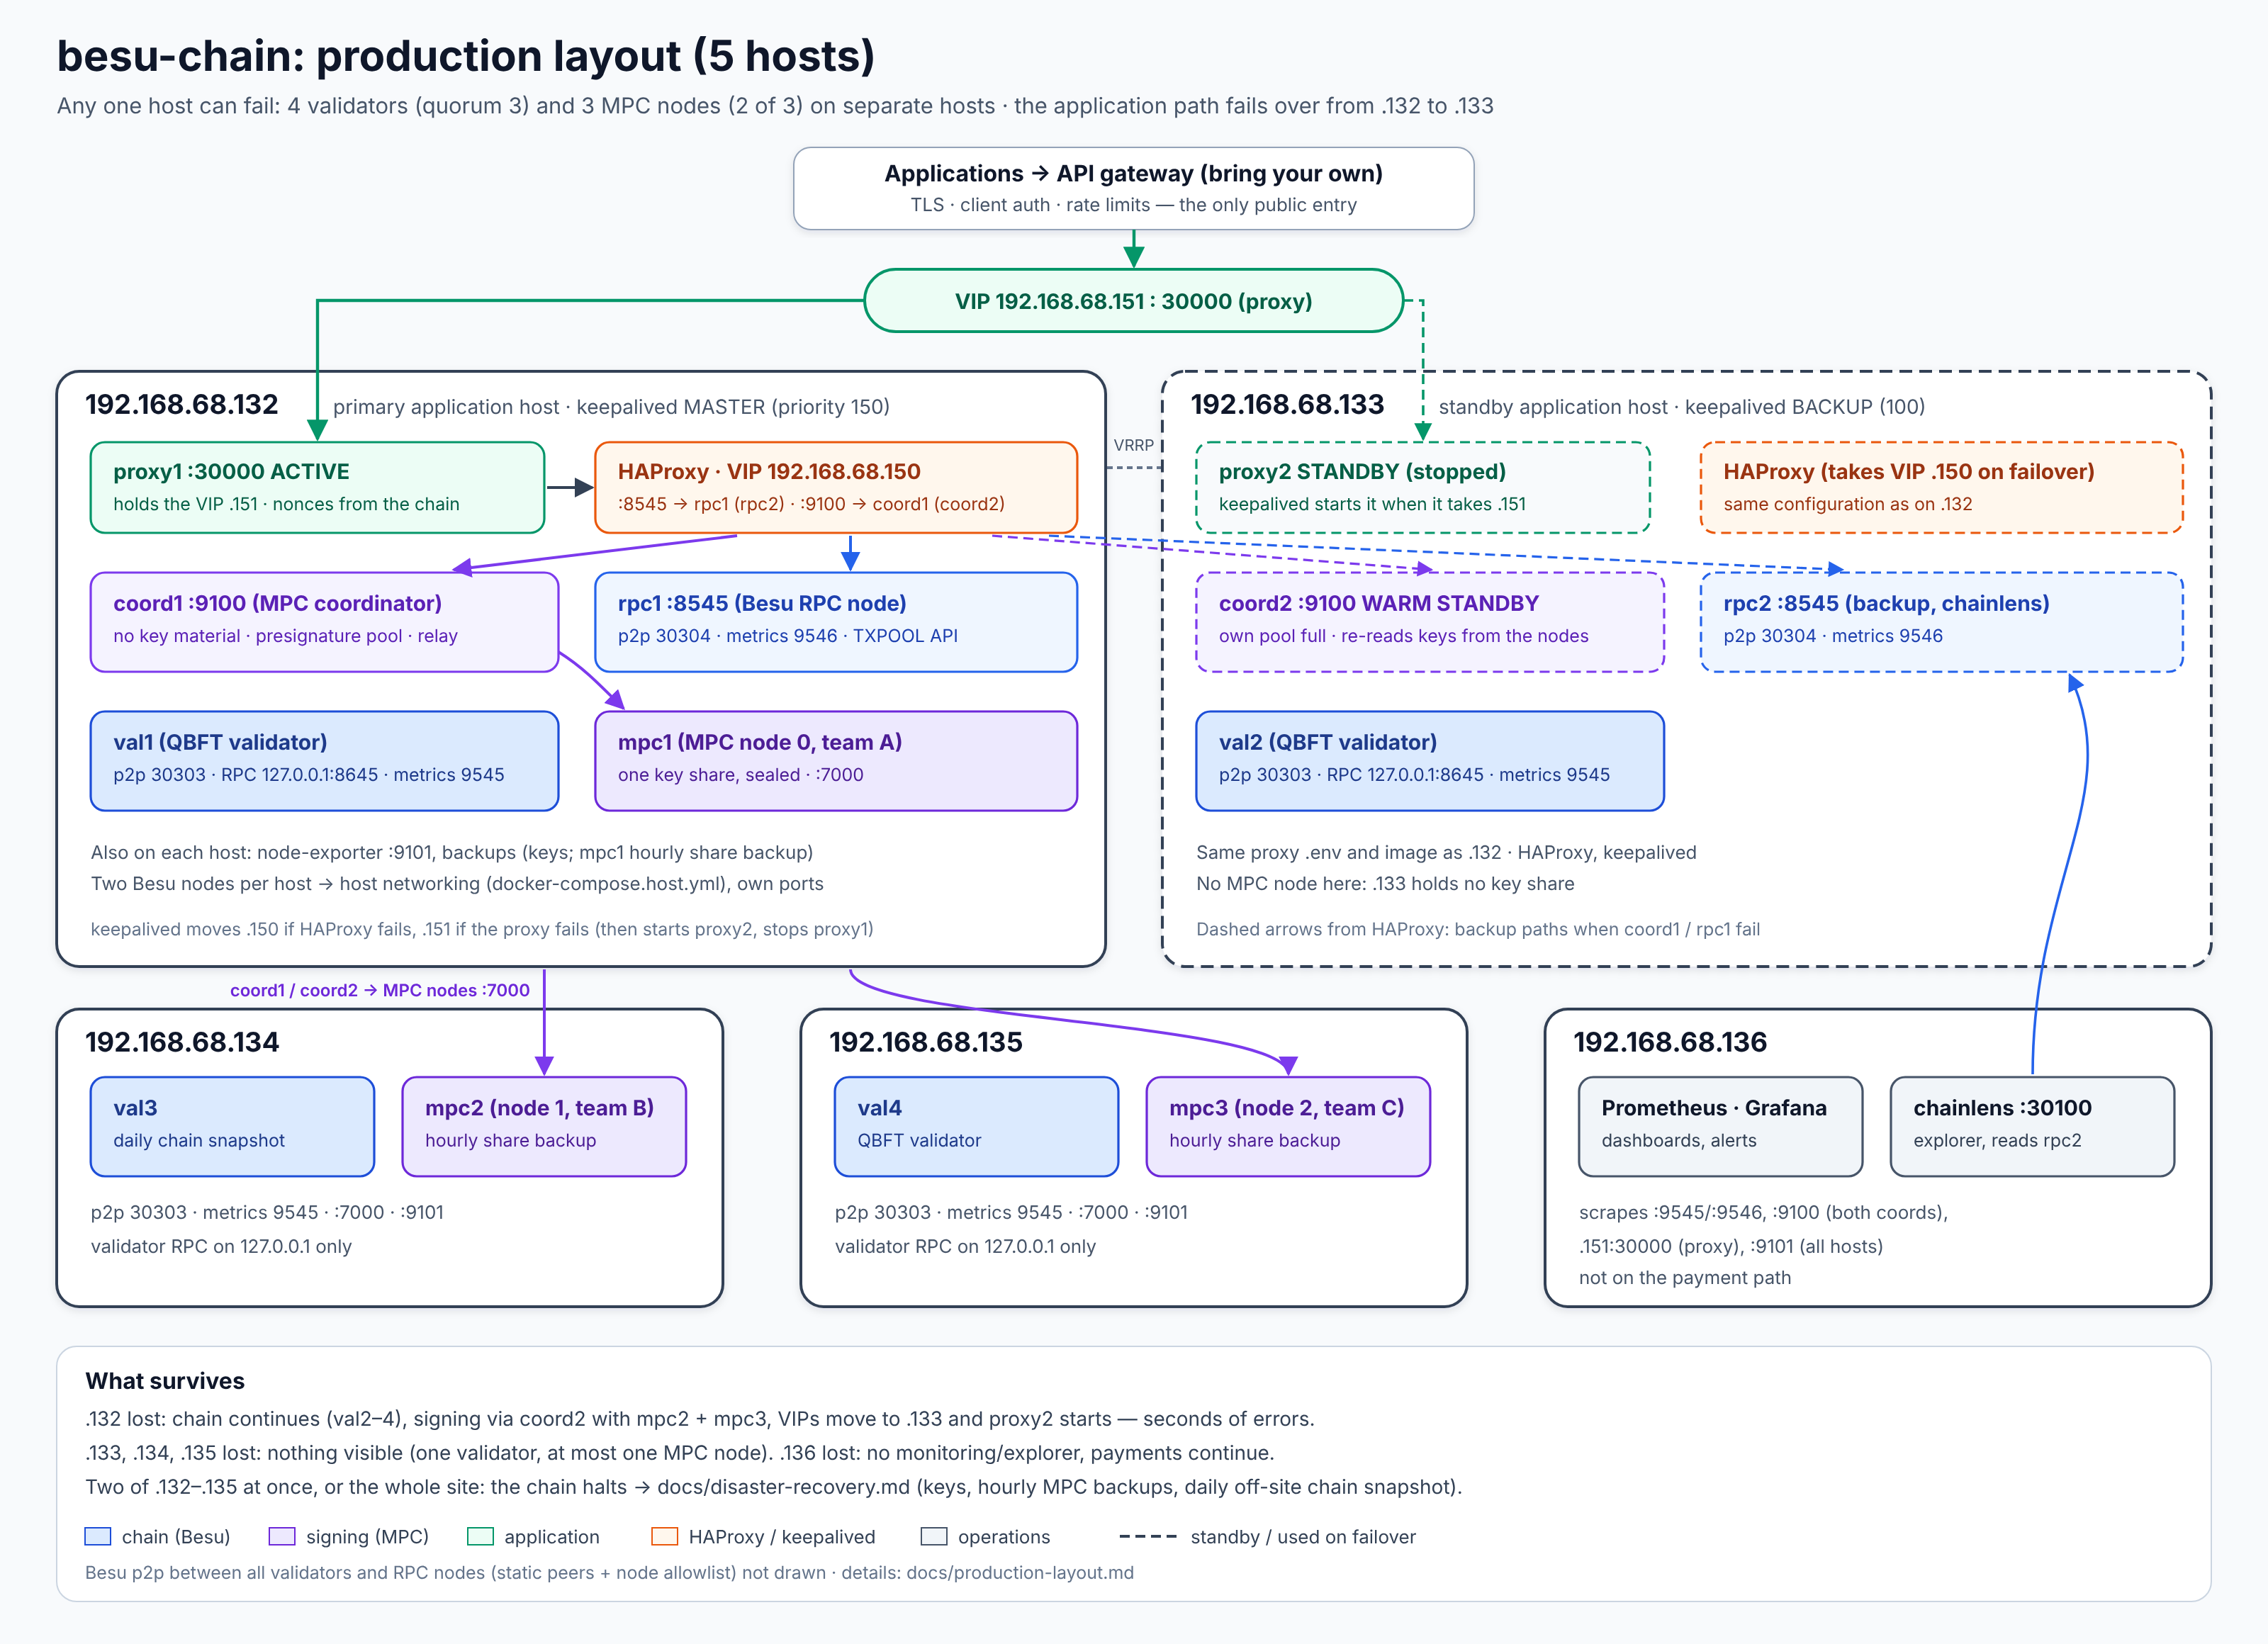 besu-chain: production layout (5 hosts)
Any one host can fail: 4 validators (quorum 3) and 3 MPC nodes (2 of 3) on separate hosts · the application path fails over from .132 to .133
Applications → API gateway (bring your own)
TLS · client auth · rate limits — the only public entry
VIP 192.168.68.151 : 30000 (proxy)
192.168.68.132
primary application host · keepalived MASTER (priority 150)
proxy1 :30000 ACTIVE
holds the VIP .151 · nonces from the chain
HAProxy · VIP 192.168.68.150
:8545 → rpc1 (rpc2) · :9100 → coord1 (coord2)
coord1 :9100 (MPC coordinator)
no key material · presignature pool · relay
rpc1 :8545 (Besu RPC node)
p2p 30304 · metrics 9546 · TXPOOL API
val1 (QBFT validator)
p2p 30303 · RPC 127.0.0.1:8645 · metrics 9545
mpc1 (MPC node 0, team A)
one key share, sealed · :7000
Also on each host: node-exporter :9101, backups (keys; mpc1 hourly share backup)
Two Besu nodes per host → host networking (docker-compose.host.yml), own ports
keepalived moves .150 if HAProxy fails, .151 if the proxy fails (then starts proxy2, stops proxy1)
VRRP
192.168.68.133
standby application host · keepalived BACKUP (100)
proxy2 STANDBY (stopped)
keepalived starts it when it takes .151
HAProxy (takes VIP .150 on failover)
same configuration as on .132
coord2 :9100 WARM STANDBY
own pool full · re-reads keys from the nodes
rpc2 :8545 (backup, chainlens)
p2p 30304 · metrics 9546
val2 (QBFT validator)
p2p 30303 · RPC 127.0.0.1:8645 · metrics 9545
Same proxy .env and image as .132 · HAProxy, keepalived
No MPC node here: .133 holds no key share
Dashed arrows from HAProxy: backup paths when coord1 / rpc1 fail
coord1 / coord2 → MPC nodes :7000
192.168.68.134
val3
daily chain snapshot
mpc2 (node 1, team B)
hourly share backup
p2p 30303 · metrics 9545 · :7000 · :9101
validator RPC on 127.0.0.1 only
192.168.68.135
val4
QBFT validator
mpc3 (node 2, team C)
hourly share backup
p2p 30303 · metrics 9545 · :7000 · :9101
validator RPC on 127.0.0.1 only
192.168.68.136
Prometheus · Grafana
dashboards, alerts
chainlens :30100
explorer, reads rpc2
scrapes :9545/:9546, :9100 (both coords),
.151:30000 (proxy), :9101 (all hosts)
not on the payment path
What survives
.132 lost: chain continues (val2–4), signing via coord2 with mpc2 + mpc3, VIPs move to .133 and proxy2 starts — seconds of errors.
.133, .134, .135 lost: nothing visible (one validator, at most one MPC node). .136 lost: no monitoring/explorer, payments continue.
Two of .132–.135 at once, or the whole site: the chain halts → docs/disaster-recovery.md (keys, hourly MPC backups, daily off-site chain snapshot).
chain (Besu)
signing (MPC)
application
HAProxy / keepalived
operations
standby / used on failover
Besu p2p between all validators and RPC nodes (static peers + node allowlist) not drawn · details: docs/production-layout.md